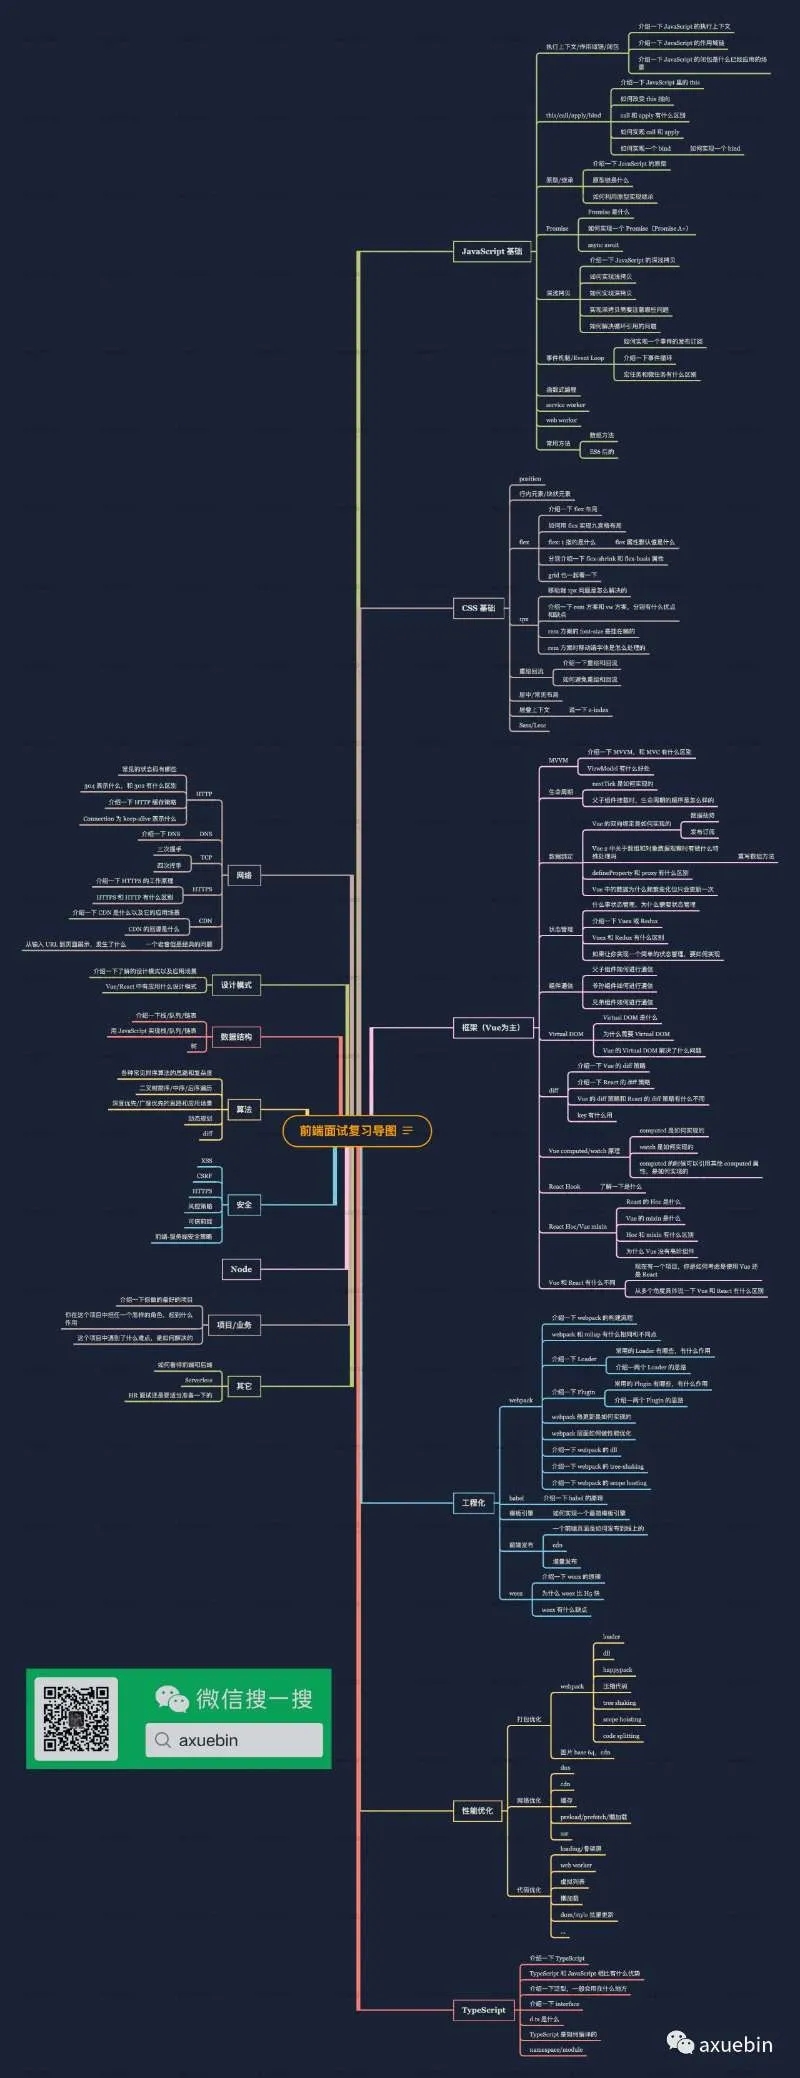 前端面试复习导图
JavaScript 基础
执行上下文/作用域链/闭包
介绍一下 JavaScript 的执行上下文
介绍一下 JavaScript 的作用域链
介绍一下 JavaScript 的闭包是什么已经应用的场
景
this/call/apply/bind
介绍一下 JavaScript 里的 this
如何改变 this 指向
call 和 apply 有什么区别
如何实现 call 和 apply
如何实现一个 bind
如何实现一个 bind
原型/继承
介绍一下 JavaScript 的原型
原型链是什么
如何利用原型实现继承
Promise
Promise 是什么
如何实现一个 Promise（Promise A+）
async await
深浅拷贝
介绍一下 JavaScript 的深浅拷贝
如何实现浅拷贝
如何实现深拷贝
实现深拷贝需要注意哪些问题
如何解决循环引用的问题
事件机制/Event Loop
如何实现一个事件的发布订阅
介绍一下事件循环
宏任务和微任务有什么区别
函数式编程
service worker
web worker
常用方法
数组方法
ES6 后的
CSS 基础
position
行内元素/块状元素
flex
介绍一下 flex 布局
如何用 flex 实现九宫格布局
flex: 1 指的是什么
flex 属性默认值是什么
分别介绍一下 flex-shrink 和 flex-basis 属性
grid 也一起看一下
1px
移动端 1px 问题是怎么解决的
介绍一下 rem 方案和 vw 方案，分别有什么优点
和缺点
rem 方案的 font-size 是挂在哪的
rem 方案时移动端字体是怎么处理的
重绘回流
介绍一下重绘和回流
如何避免重绘和回流
居中/常见布局
层叠上下文
说一下 z-index
Sass/Less
框架（Vue为主）
MVVM
介绍一下 MVVM，和 MVC 有什么区别
ViewModel 有什么好处
生命周期
nextTick 是如何实现的
父子组件挂载时，生命周期的顺序是怎么样的
数据绑定
Vue 的双向绑定是如何实现的
数据劫持
发布订阅
Vue 2 中关于数组和对象数据观察时有做什么特
殊处理吗
重写数组方法
defineProperty 和 proxy 有什么区别
Vue 中的数据为什么频繁变化但只会更新一次
状态管理
什么事状态管理，为什么要状态管理
介绍一下 Vuex 或 Redux
Vuex 和 Redux 有什么区别
如果让你实现一个简单的状态管理，要如何实现
组件通信
父子组件如何进行通信
爷孙组件如何进行通信
兄弟组件如何进行通信
Virtual DOM
Virtual DOM 是什么
为什么需要 Virtual DOM
Vue 的 Virtual DOM 解决了什么问题
diff
介绍一下 Vue 的 diff 策略
介绍一下 React 的 diff 策略
Vue 的 diff 策略和 React 的 diff 策略有什么不同
key 有什么用
Vue computed/watch 原理
computed 是如何实现的
watch 是如何实现的
computed 的时候可以引用其他 computed 属
性，是如何实现的
React Hook
了解一下是什么
React Hoc/Vue mixin
React 的 Hoc 是什么
Vue 的 mixin 是什么
Hoc 和 mixin 有什么区别
为什么 Vue 没有高阶组件
Vue 和 React 有什么不同
现在有一个项目，你是如何考虑是使用 Vue 还
是 React
从多个角度具体说一下 Vue 和 React 有什么区别
工程化
webpack
介绍一下 webpack 的构建流程
webpack 和 rollup 有什么相同和不同点
介绍一下 Loader
常用的 Loader 有哪些，有什么作用
介绍一两个 Loader 的思路
介绍一下 Plugin
常用的 Plugin 有哪些，有什么作用
介绍一两个 Plugin 的思路
webpack 热更新是如何实现的
webpack 层面如何做性能优化
介绍一下 webpack 的 dll
介绍一下 webpack 的 tree-shaking
介绍一下 webpack 的 scope hosting
babel
介绍一下 babel 的原理
模板引擎
如何实现一个最简模板引擎
前端发布
一个前端页面是如何发布到线上的
cdn
增量发布
weex
介绍一下 weex 的原理
为什么 weex 比 H5 快
weex 有什么缺点
性能优化
打包优化
webpack
loader
dll
happypack
压缩代码
tree shaking
scope hoisting
code splitting
图片 base 64、cdn
网络优化
dns
cdn
缓存
preload/prefetch/懒加载
ssr
代码优化
loading/骨架屏
web worker
虚拟列表
懒加载
dom/style 批量更新
...
TypeScript
介绍一下 TypeScript
TypeScript 和 JavaScript 相比有什么优势
介绍一下泛型，一般会用在什么地方
介绍一下 interface
d.ts 是什么
TypeScript 是如何编译的
namespace/module
网络
HTTP
常见的状态码有哪些
304 表示什么，和 302 有什么区别
介绍一下 HTTP 缓存策略
Connection 为 keep-alive 表示什么
DNS
介绍一下 DNS
TCP
三次握手
四次挥手
HTTPS
介绍一下 HTTPS 的工作原理
HTTPS 和 HTTP 有什么区别
CDN
介绍一下 CDN 是什么以及它的应用场景
CDN 的回源是什么
从输入 URL 到页面展示，发生了什么
一个老曾但是经典的问题
设计模式
介绍一下了解的设计模式以及应用场景
Vue/React 中有应用什么设计模式
数据结构
介绍一下栈/队列/链表
用 JavaScript 实现栈/队列/链表
树
算法
各种常见排序算法的思路和复杂度
二叉树前序/中序/后序遍历
深度优先/广度优先的思路和应用场景
动态规划
diff
安全
XSS
CSRF
HTTPS
风控策略
可信前端
前端-服务端安全策略
Node
项目/业务
介绍一下你做的最好的项目
你在这个项目中担任一个怎样的角色，起到什么
作用
这个项目中遇到了什么难点，是如何解决的
其它
如何看待前端和后端
Serverless
HR 面试还是要适当准备一下的
微信搜一搜
axuebin
axuebin